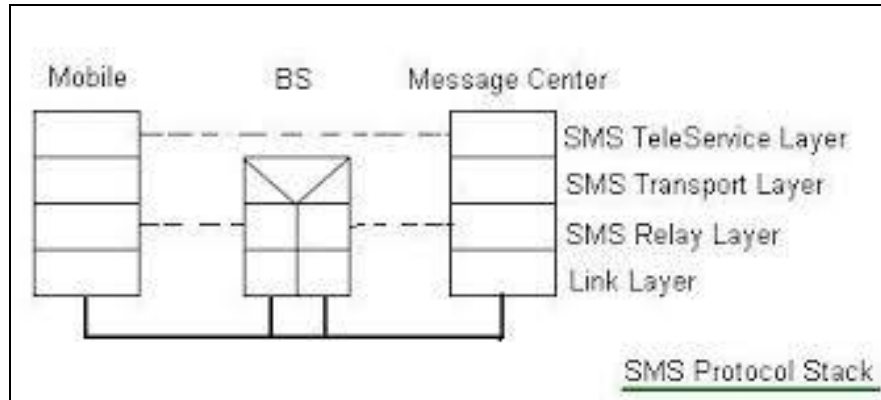 Mobile BS Message Center
SMS TeleService Layer
SMS Transport Layer
SMS Relay Layer
Link Layer
SMS Protocol Stack